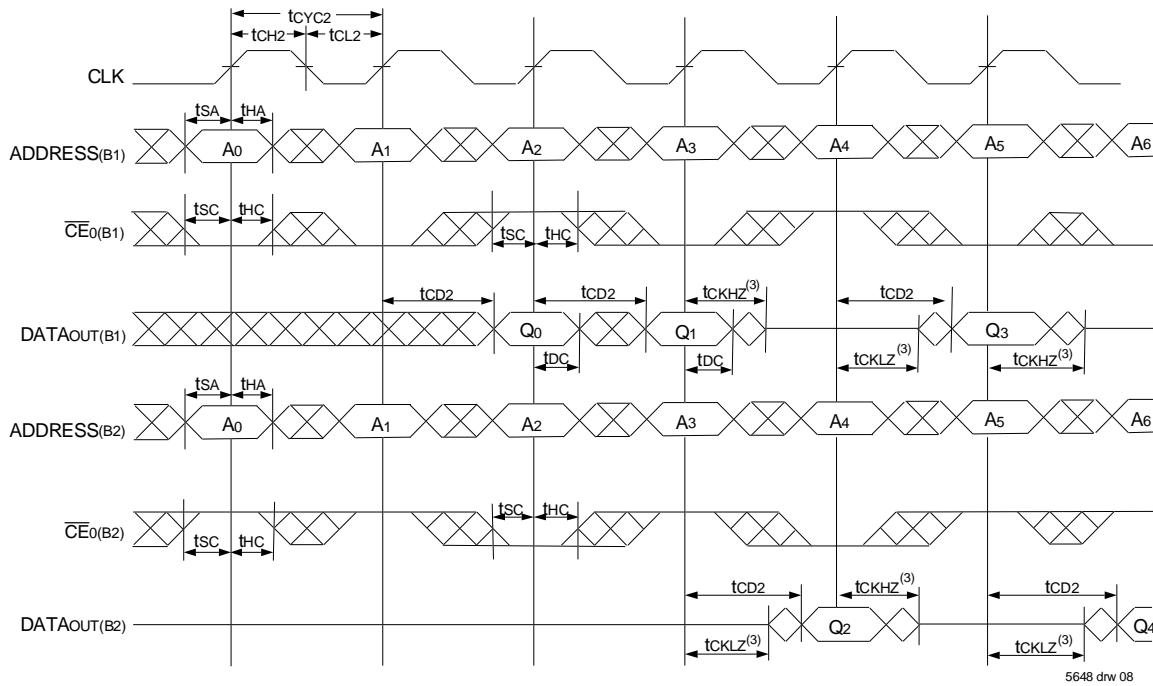 tCYC2
tCH2 tCL2
CLK
tSA tHA
ADDRESS(B1) A0 A1 A2 A3 A4 A5 A6
tSC tHC
CE0(B1)
tSC tHC
tCD2 tCD2 tCKHZ(3) tCD2
DATAOUT(B1) Q0 Q1 Q3
tDC tDC tCKLZ(3) tCKHZ(3)
tSA tHA
ADDRESS(B2) A0 A1 A2 A3 A4 A5 A6
tSC tHC
CE0(B2)
tSC tHC
tCD2 tCKHZ(3) tCD2
DATAOUT(B2) Q2 Q4
tCKLZ(3) tCKLZ(3)
5648 drw 08